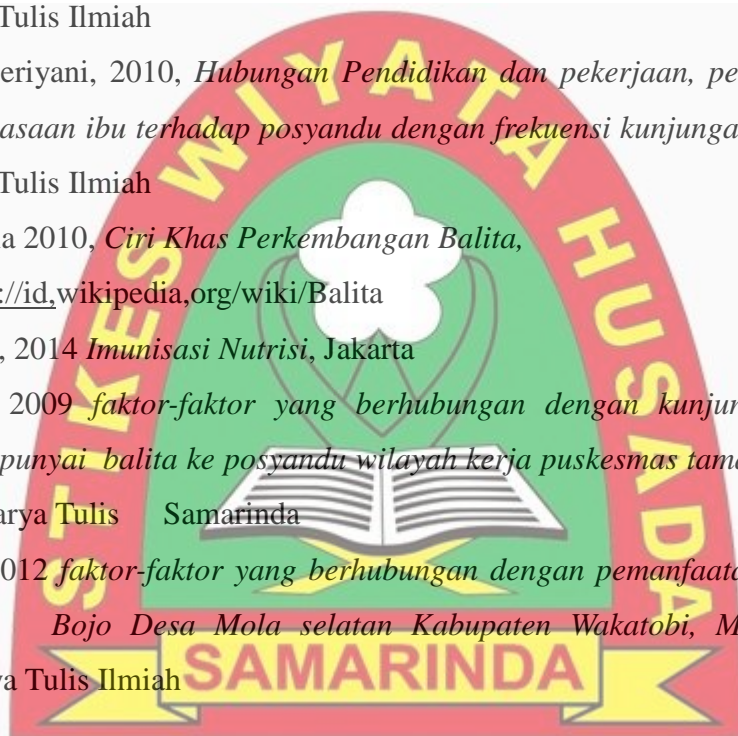 Tulis Ilmiah
eriyani, 2010, Hubungan Pendidikan dan pekerjaan, pe
asaan ibu terhadap posyandu dengan frekuensi kunjunga
Tulis Ilmiah
a 2010, Ciri Khas Perkembangan Balita,
://id,wikipedia,org/wiki/Balita
, 2014 Imunisasi Nutrisi, Jakarta
2009 faktor-faktor yang berhubungan dengan kunjun
punyai balita ke posyandu wilayah kerja puskesmas tama
arya Tulis Samarinda
012 faktor-faktor yang berhubungan dengan pemanfaata
Bojo Desa Mola selatan Kabupaten Wakatobi, M
a Tulis Ilmiah
STIKES WIYATA HUSADA
SAMARINDA